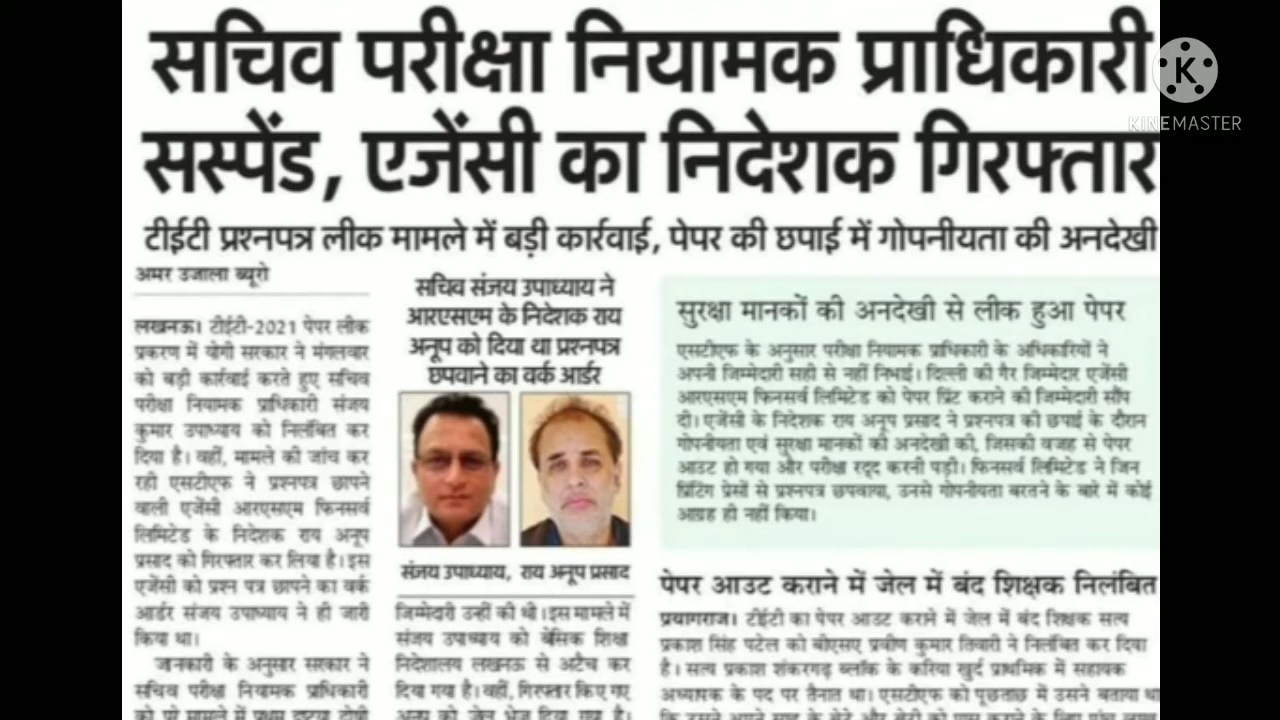 सचिव परीक्षा नियामक प्राधिकारी
सस्पेंड, एजेंसी का निदेशक गिरफ्तार
टीईटी प्रश्नपत्र लीक मामले में बड़ी कार्रवाई, पेपर की छपाई में गोपनीयता की अनदेखी
K
KINEMASTER
अमर उजाला ब्यूरो
लखनऊ। टीईटी-2021 पेपर लीक
प्रकरण में योगी सरकार ने मंगलवार
को बड़ी कार्रवाई करते हुए सचिव
परीक्षा नियामक प्राधिकारी संजय
कुमार उपाध्याय को निलंबित कर
दिया है। वहीं, मामले की जांच कर
रही एसटीएफ ने प्रश्नपत्र छापने
वाली एजेंसी आरएसएम फिनसर्व
लिमिटेड के निदेशक राय अनूप
प्रसाद को गिरफ्तार कर लिया है। इस
एजेंसी को प्रश्न पत्र छापने का वर्क
आर्डर संजय उपाध्याय ने ही जारी
किया था।
जानकारी के अनुसार सरकार ने
सचिव परीक्षा नियामक प्राधिकारी
को पूरे मामले में प्रथम दृष्टया दोषी
सचिव संजय उपाध्याय ने
आरएसएम के निदेशक राय
अनूप को दिया था प्रश्नपत्र
छपवाने का वर्क आर्डर
संजय उपाध्याय, राय अनूप प्रसाद
जिम्मेदारी उन्हीं की थी। इस मामले में
संजय उपाध्याय को बेसिक शिक्षा
निदेशालय लखनऊ से अटैच कर
दिया गया है। वहीं, गिरफ्तार किए गए
अनूप को जेल भेज दिया गया है।
सुरक्षा मानकों की अनदेखी से लीक हुआ पेपर
एसटीएफ के अनुसार परीक्षा नियामक प्राधिकारी के अधिकारियों ने
अपनी जिम्मेदारी सही से नहीं निभाई। दिल्ली की गैर जिम्मेदार एजेंसी
आरएसएम फिनसर्व लिमिटेड को पेपर प्रिंट कराने की जिम्मेदारी सौंप
दी। एजेंसी के निदेशक राय अनूप प्रसाद ने प्रश्नपत्र की छपाई के दौरान
गोपनीयता एवं सुरक्षा मानकों की अनदेखी की, जिसकी वजह से पेपर
आउट हो गया और परीक्षा रद्द करनी पड़ी। फिनसर्व लिमिटेड ने जिन
प्रिंटिंग प्रेसों से प्रश्नपत्र छपवाया, उनसे गोपनीयता बरतने के बारे में कोई
आग्रह ही नहीं किया।
पेपर आउट कराने में जेल में बंद शिक्षक निलंबित
प्रयागराज। टीईटी का पेपर आउट कराने में जेल में बंद शिक्षक सत्य
प्रकाश सिंह पटेल को बीएसए प्रवीण कुमार तिवारी ने निलंबित कर दिया
है। सत्य प्रकाश शंकरगढ़ ब्लॉक के करिया खुर्द प्राथमिक में सहायक
अध्यापक के पद पर तैनात था। एसटीएफ को पूछताछ में उसने बताया था